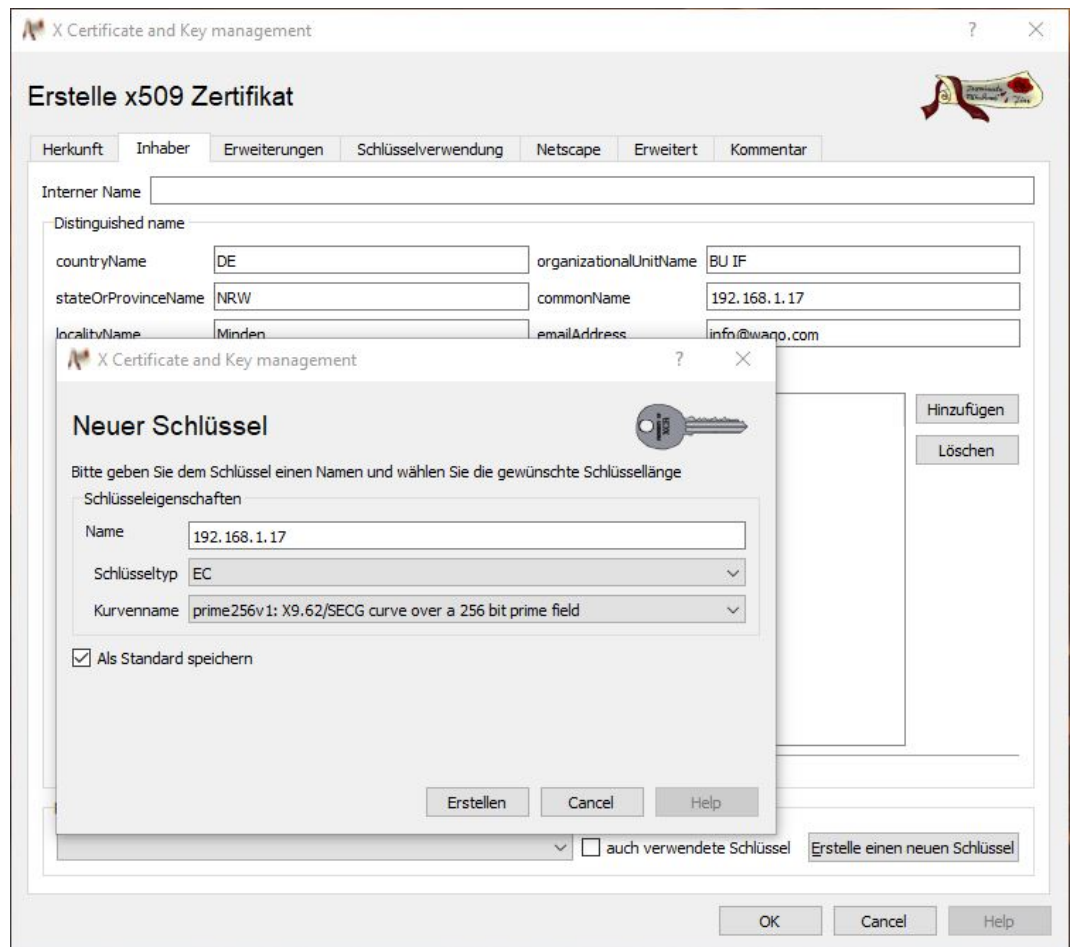 X Certificate and Key management
Erstelle x509 Zertifikat
Herkunft Inhaber Erweiterungen Schlüsselverwendung Netscape Erweitert Kommentar
Interner Name
Distinguished name
countryName DE organizationalUnitName BU IF
stateOrProvinceName NRW commonName 192.168.1.17
localityName Minden emailAddress info@wago.com
X Certificate and Key management
Neuer Schlüssel
Hinzufügen
Löschen
Bitte geben Sie dem Schlüssel einen Namen und wählen Sie die gewünschte Schlüssellänge
Schlüsseleigenschaften
Name 192.168.1.17
Schlüsseltyp EC
Kurvenname prime256v1: X9.62/SECG curve over a 256 bit prime field
Als Standard speichern
Erstellen Cancel Help
auch verwendete Schlüssel Erstelle einen neuen Schlüssel
OK Cancel Help